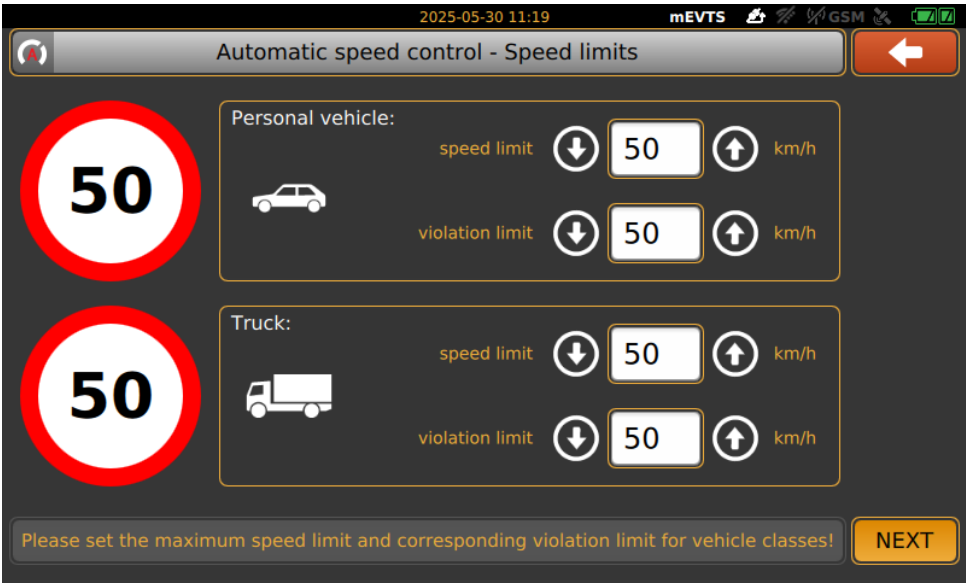 2025-05-30 11:19 mEVTS GSM
A Automatic speed control - Speed limits
50
Personal vehicle:
speed limit 50 km/h
violation limit 50 km/h
50
Truck:
speed limit 50 km/h
violation limit 50 km/h
Please set the maximum speed limit and corresponding violation limit for vehicle classes! NEXT